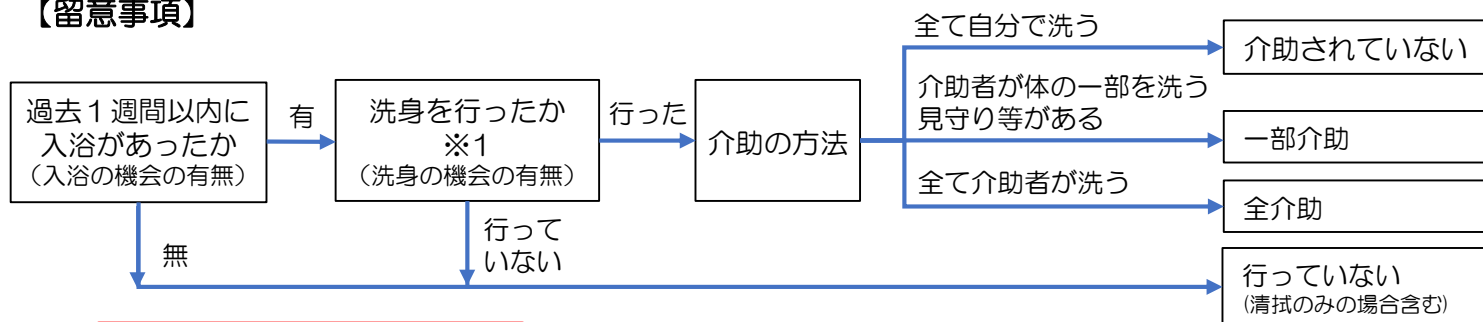 【留意事項】
過去１週間以内に
入浴があったか
（入浴の機会の有無）
有
洗身を行ったか
※1
（洗身の機会の有無）
行った
介助の方法
全て自分で洗う
介助されていない
介助者が体の一部を洗う
見守り等がある
一部介助
全て介助者が洗う
全介助
無
行って
いない
行っていない
(清拭のみの場合含む)